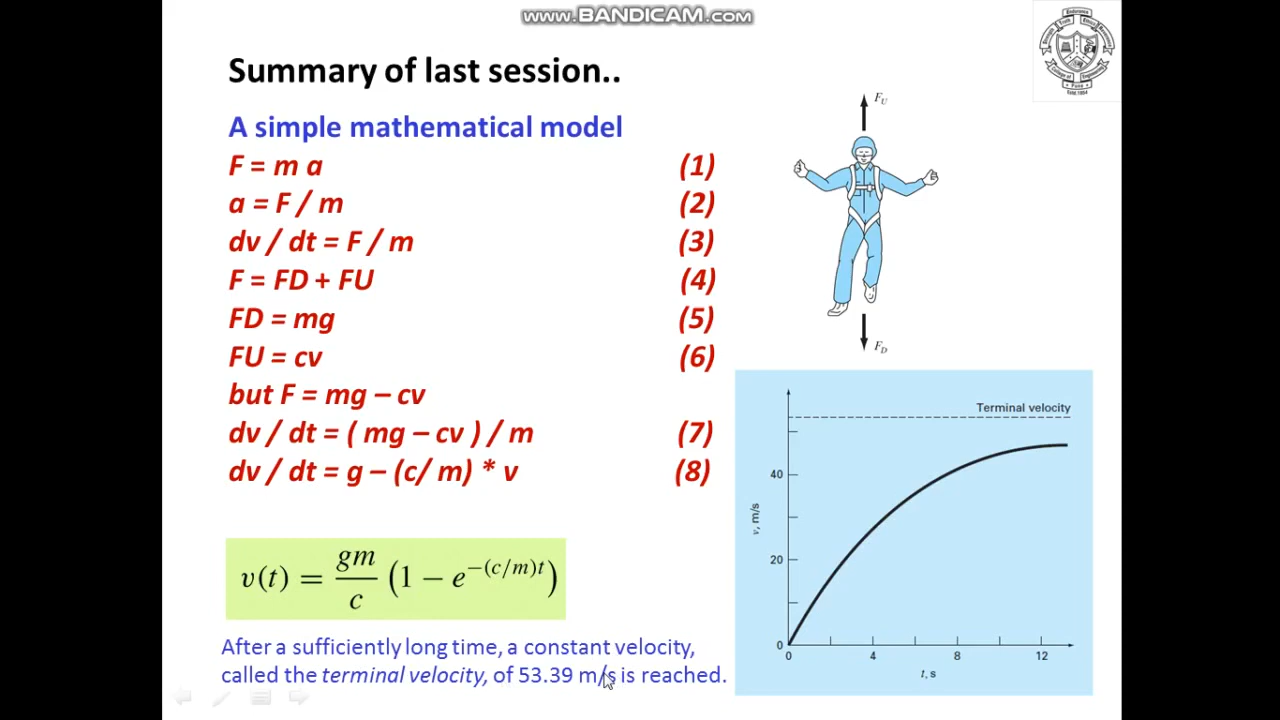 www.BANDICAM.com
Summary of last session..
A simple mathematical model
F = m a (1)
a = F / m (2)
dv / dt = F / m (3)
F = FD + FU (4)
FD = mg (5)
FU = cv (6)
but F = mg – cv
dv / dt = ( mg – cv ) / m (7)
dv / dt = g – (c/ m) * v (8)
v(t) = gm/c (1 − e^−(c/m)t)
After a sufficiently long time, a constant velocity,
called the terminal velocity, of 53.39 m/s is reached.
F_U
F_D
Terminal velocity
40
20
0
v, m/s
0 4 8 12
t, s